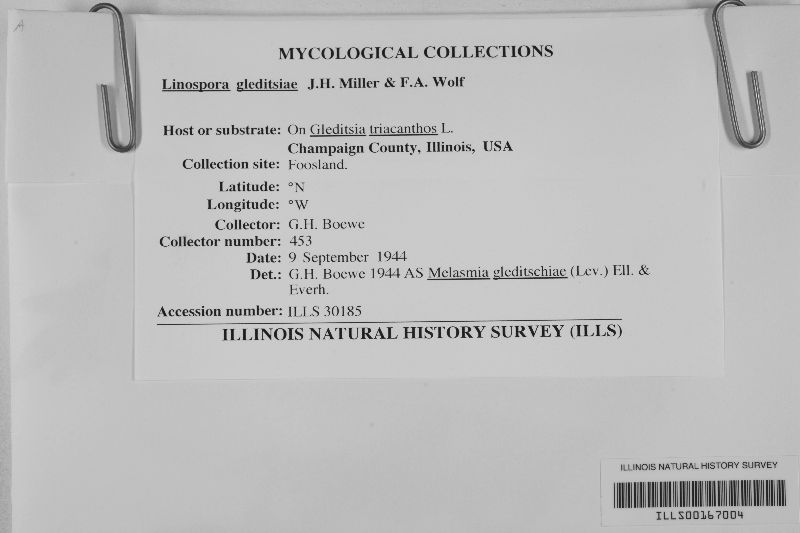 A
MYCOLOGICAL COLLECTIONS
Linospora gleditsiae J.H. Miller & F.A. Wolf
Host or substrate: On Gleditsia triacanthos L.
Champaign County, Illinois, USA
Collection site: Foosland.
Latitude: °N
Longitude: °W
Collector: G.H. Boewe
Collector number: 453
Date: 9 September 1944
Det.: G.H. Boewe 1944 AS Melasmia gleditschiae (Lev.) Ell. &
Everh.
Accession number: ILLS 30185
ILLINOIS NATURAL HISTORY SURVEY (ILLS)
ILLINOIS NATURAL HISTORY SURVEY
ILLS00167004